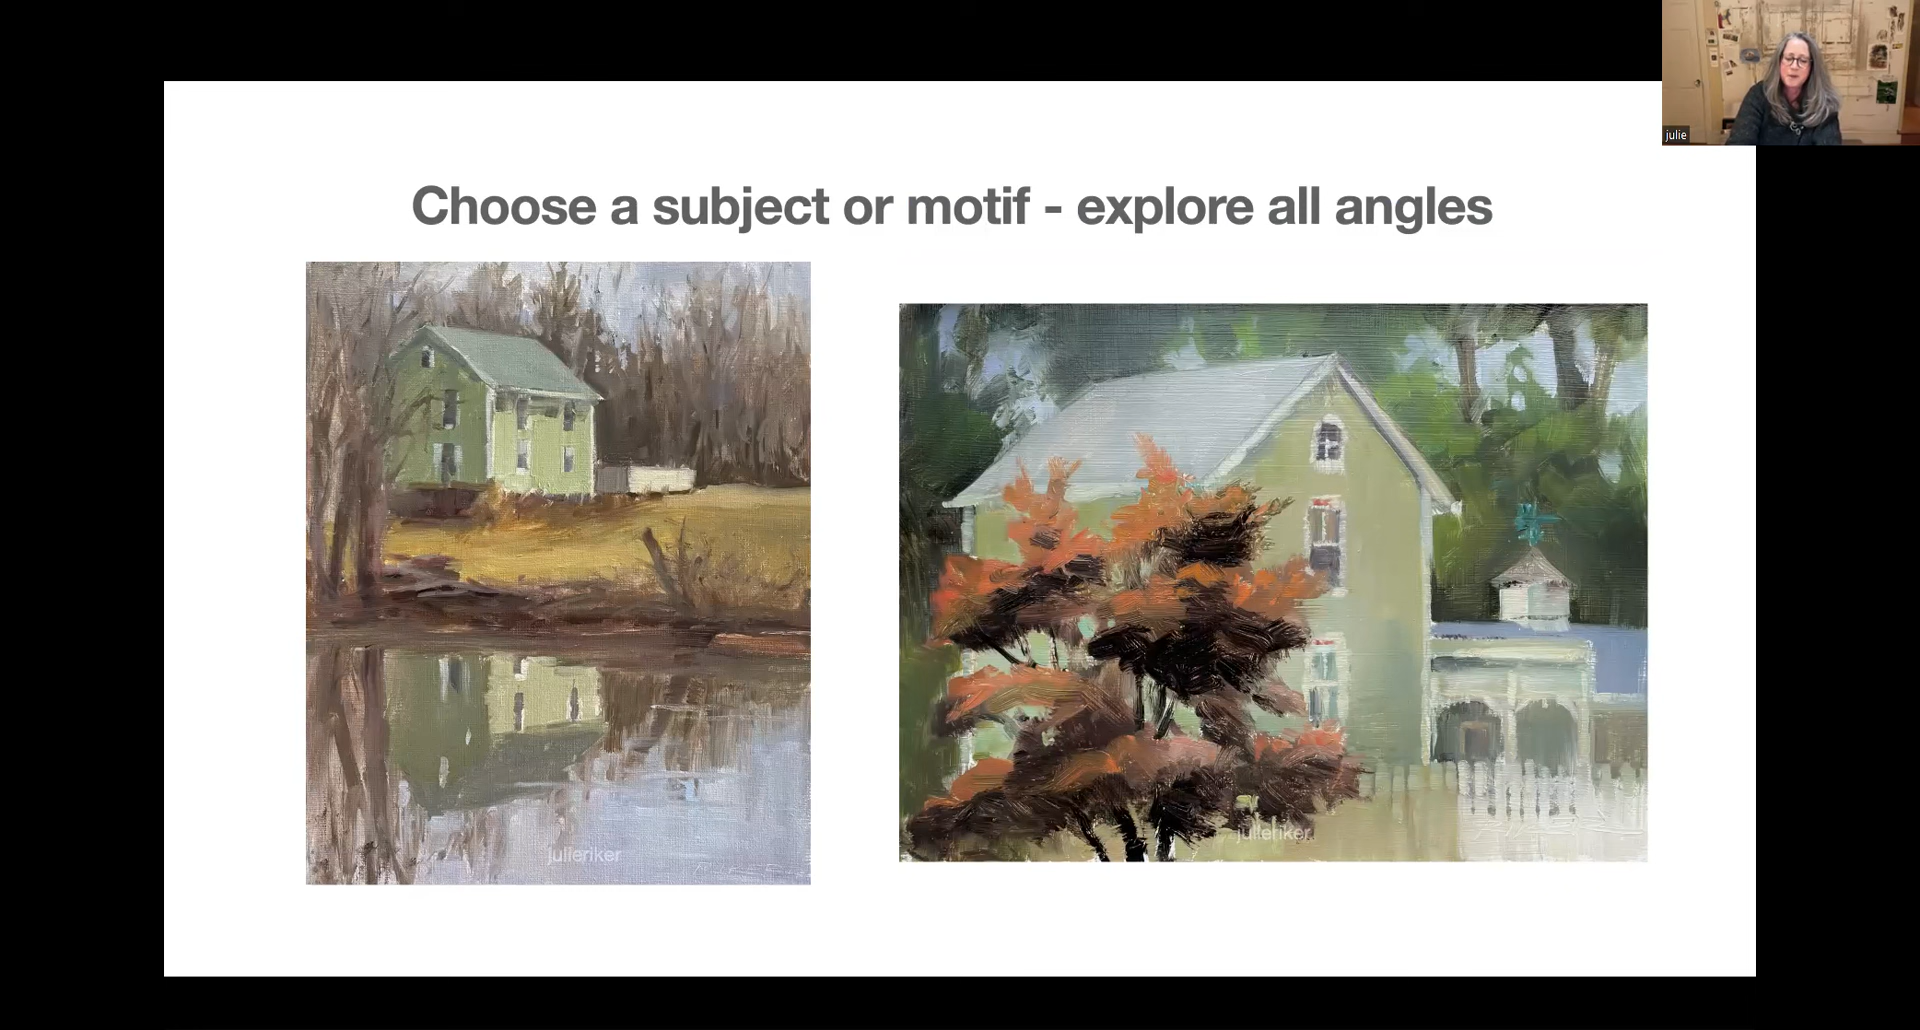 Choose a subject or motif - explore all angles
julie
julieriker
julieriker